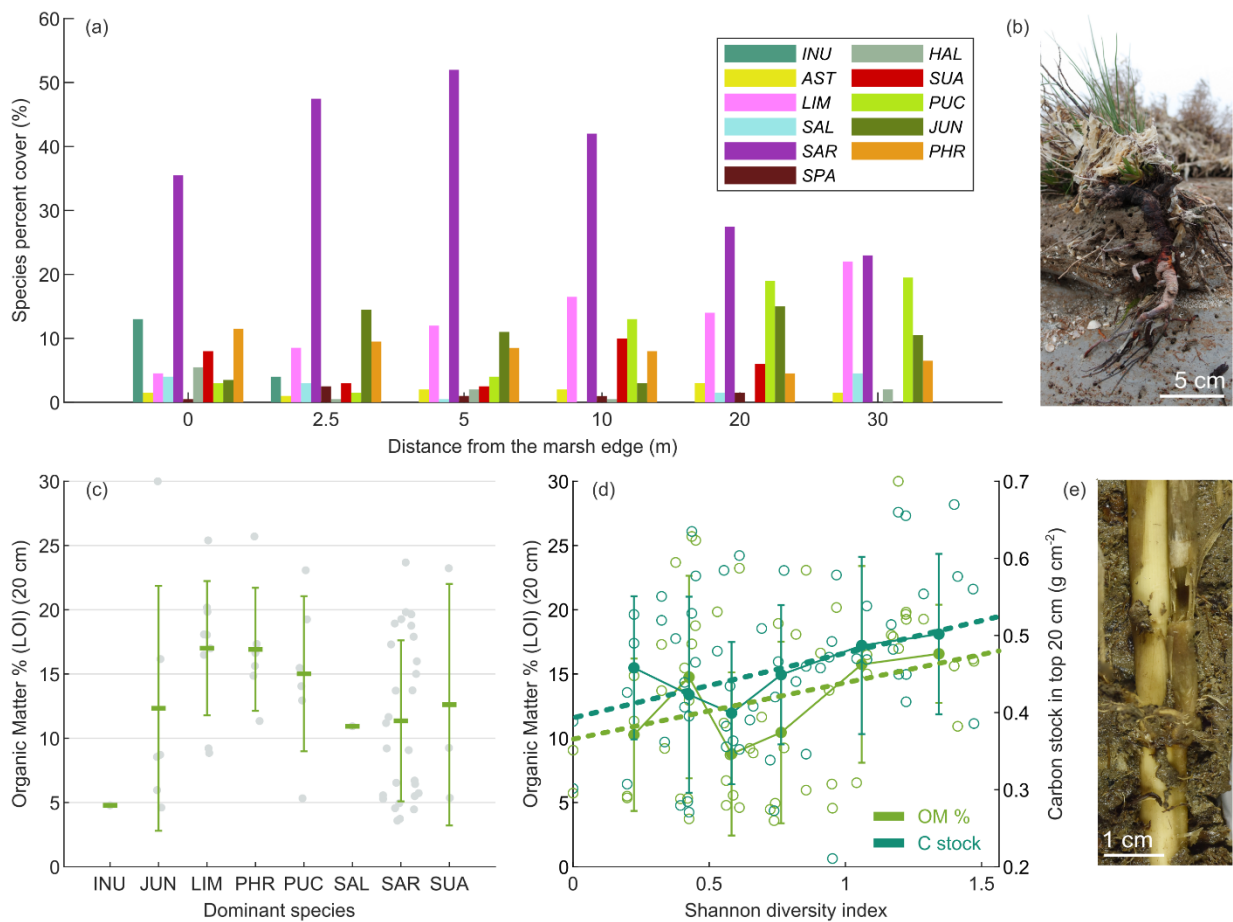 (a)
60
50
40
30
20
10
0
Species percent cover (%)
INU HAL
AST SUA
LIM PUC
SAL JUN
SAR PHR
SPA
0 2.5 5 10 20 30
Distance from the marsh edge (m)
(b)
5 cm
(c)
30
25
20
15
10
5
0
Organic Matter % (LOI) (20 cm)
INU JUN LIM PHR PUC SAL SAR SUA
Dominant species
(d)
30
25
20
15
10
5
0
Organic Matter % (LOI) (20 cm)
0.7
0.6
0.5
0.4
0.3
0.2
Carbon stock in top 20 cm (g cm⁻²)
OM %
C stock
0 0.5 1 1.5
Shannon diversity index
(e)
1 cm